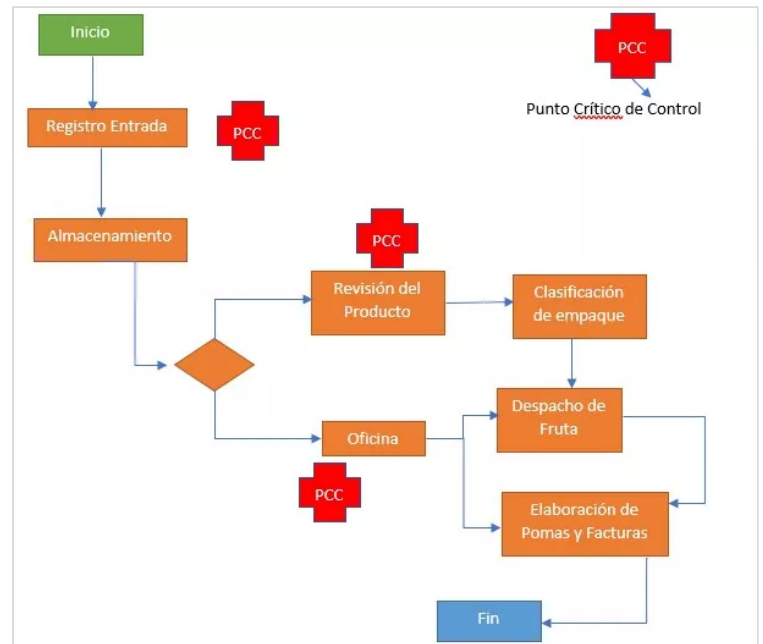 Inicio
PCC
Punto Crítico de Control
Registro Entrada
PCC
Almacenamiento
PCC
Revisión del
Producto
Clasificación
de empaque
Despacho de
Fruta
Oficina
PCC
Elaboración de
Pomas y Facturas
Fin